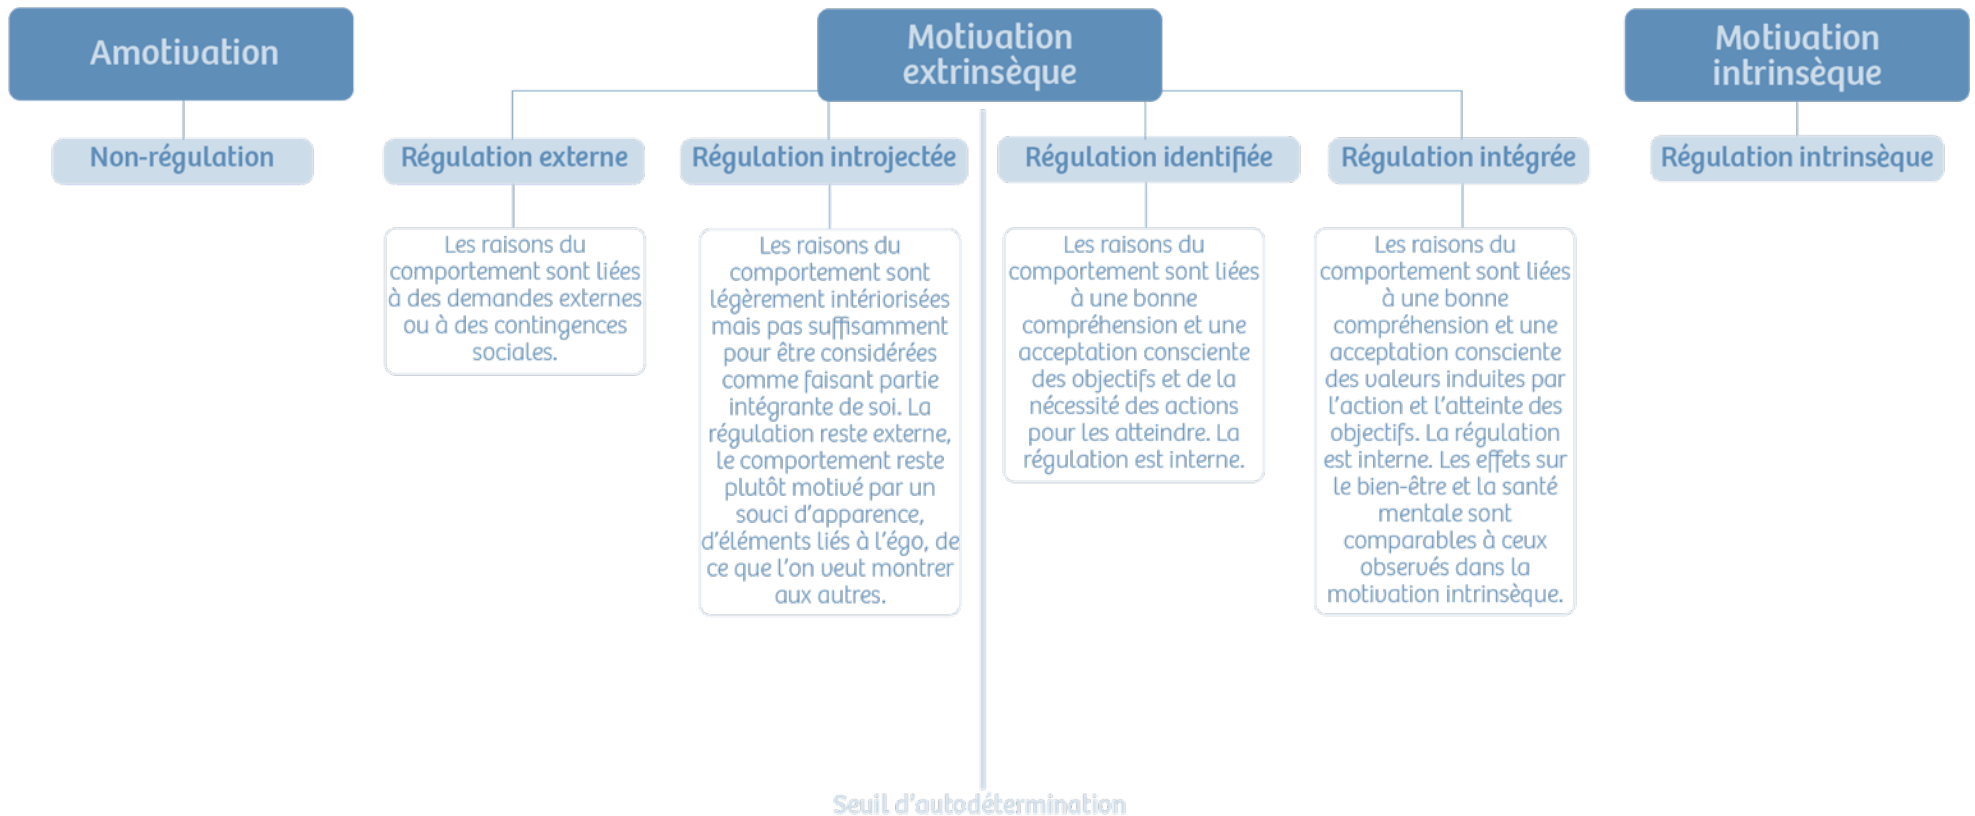 Amotivation
Motivation
extrinsèque
Motivation
intrinsèque
Non-régulation
Régulation externe
Régulation introjectée
Régulation identifiée
Régulation intégrée
Régulation intrinsèque
Les raisons du
comportement sont liées
à des demandes externes
ou à des contingences
sociales.
Les raisons du
comportement sont
légèrement intériorisées
mais pas suffisamment
pour être considérées
comme faisant partie
intégrante de soi. La
régulation reste externe,
le comportement reste
plutôt motivé par un
souci d'apparence,
d'éléments liés à l'égo, de
ce que l'on veut montrer
aux autres.
Les raisons du
comportement sont liées
à une bonne
compréhension et une
acceptation consciente
des objectifs et de la
nécessité des actions
pour les atteindre. La
régulation est interne.
Les raisons du
comportement sont liées
à une bonne
compréhension et une
acceptation consciente
des valeurs induites par
l'action et l'atteinte des
objectifs. La régulation
est interne. Les effets sur
le bien-être et la santé
mentale sont
comparables à ceux
observés dans la
motivation intrinsèque.
Seuil d'autodétermination